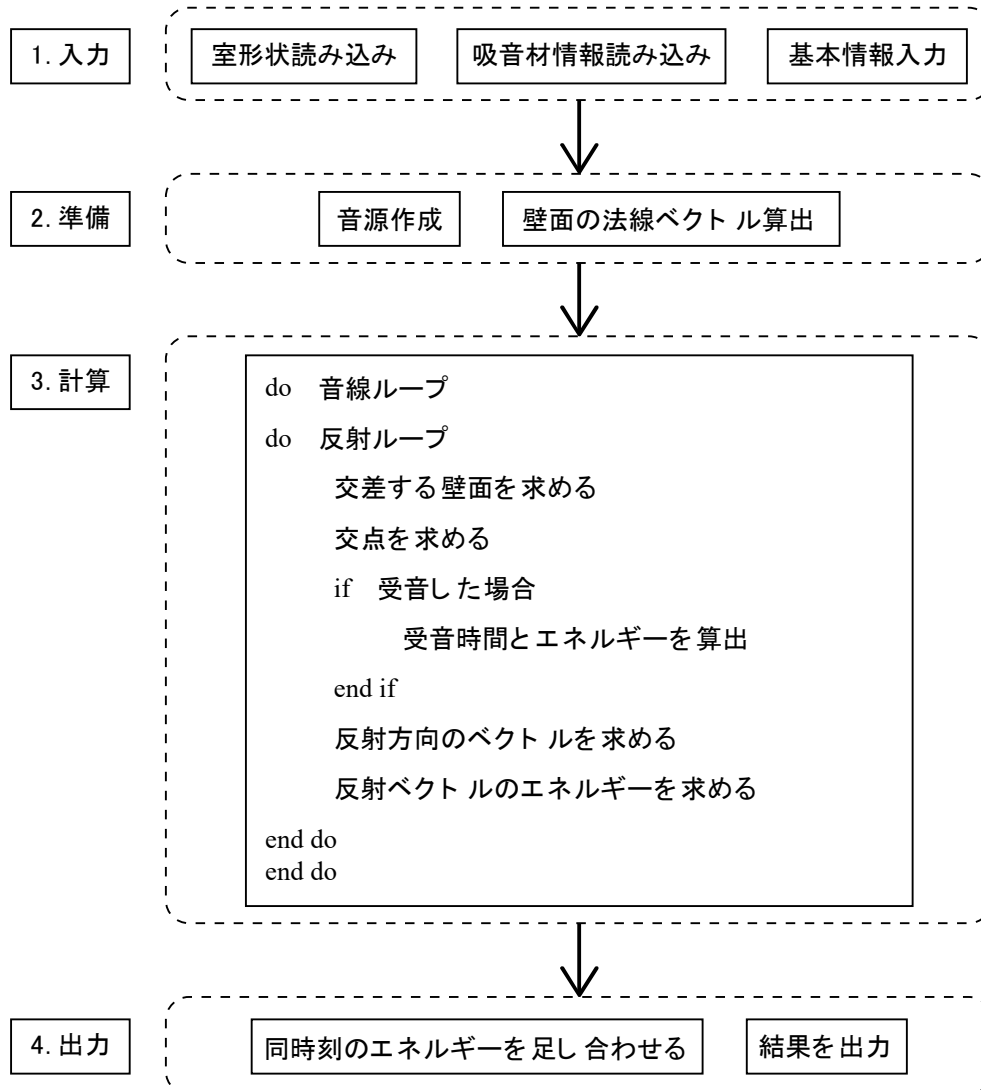 1. 入力
室形状読み込み
吸音材情報読み込み
基本情報入力
2. 準備
音源作成
壁面の法線ベクトル算出
3. 計算
do 音線ループ
do 反射ループ
交差する壁面を求める
交点を求める
if 受音した場合
受音時間とエネルギーを算出
end if
反射方向のベクトルを求める
反射ベクトルのエネルギーを求める
end do
end do
4. 出力
同時刻のエネルギーを足し合わせる
結果を出力